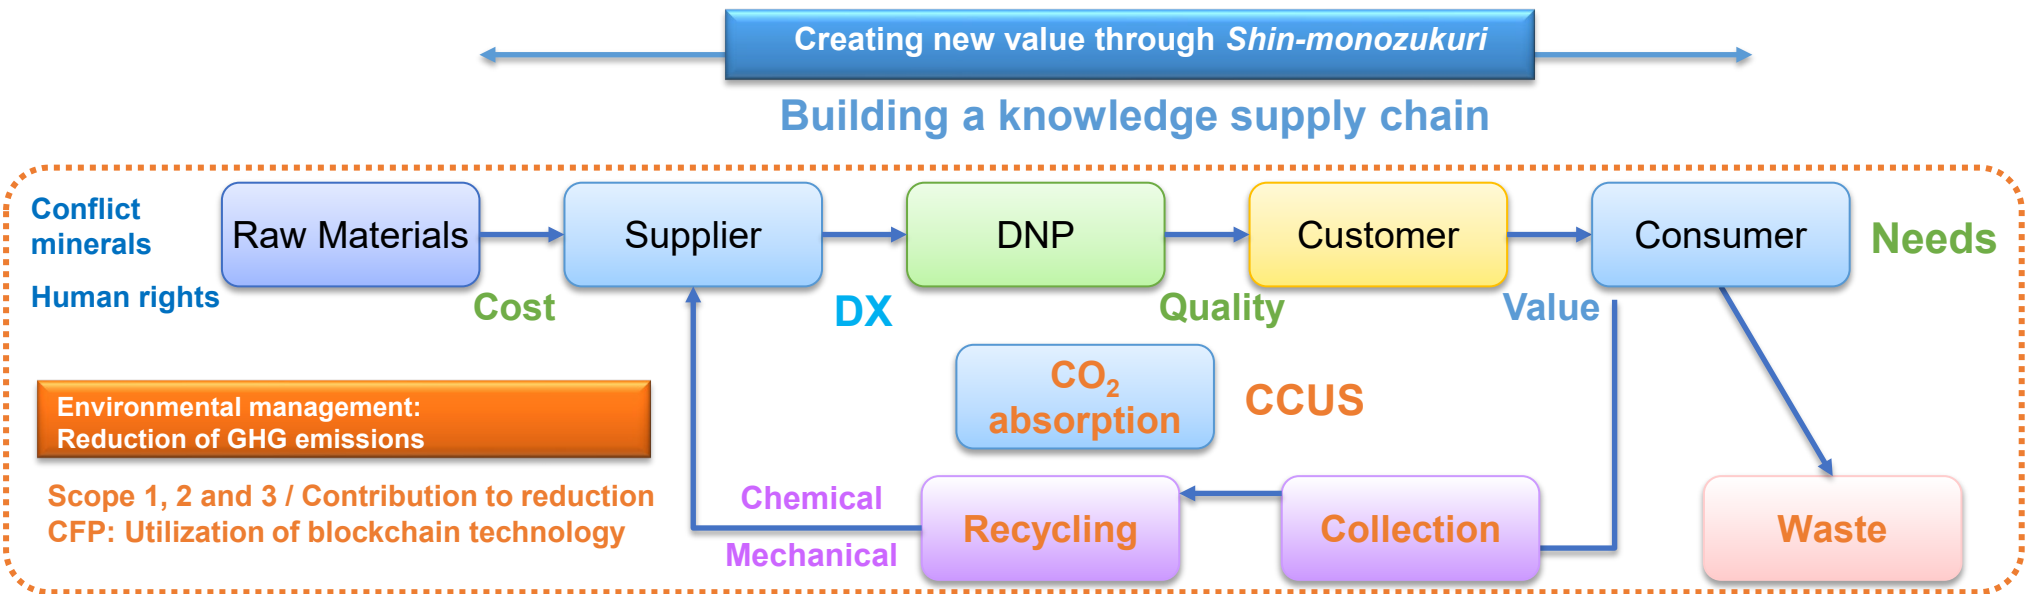 Creating new value through Shin-monozukuri
Building a knowledge supply chain
Conflict
minerals
Human rights
Raw Materials
Supplier
DNP
Customer
Consumer
Needs
Cost
DX
Quality
Value
CO₂
absorption
CCUS
Environmental management:
Reduction of GHG emissions
Scope 1, 2 and 3 / Contribution to reduction
CFP: Utilization of blockchain technology
Chemical
Mechanical
Recycling
Collection
Waste